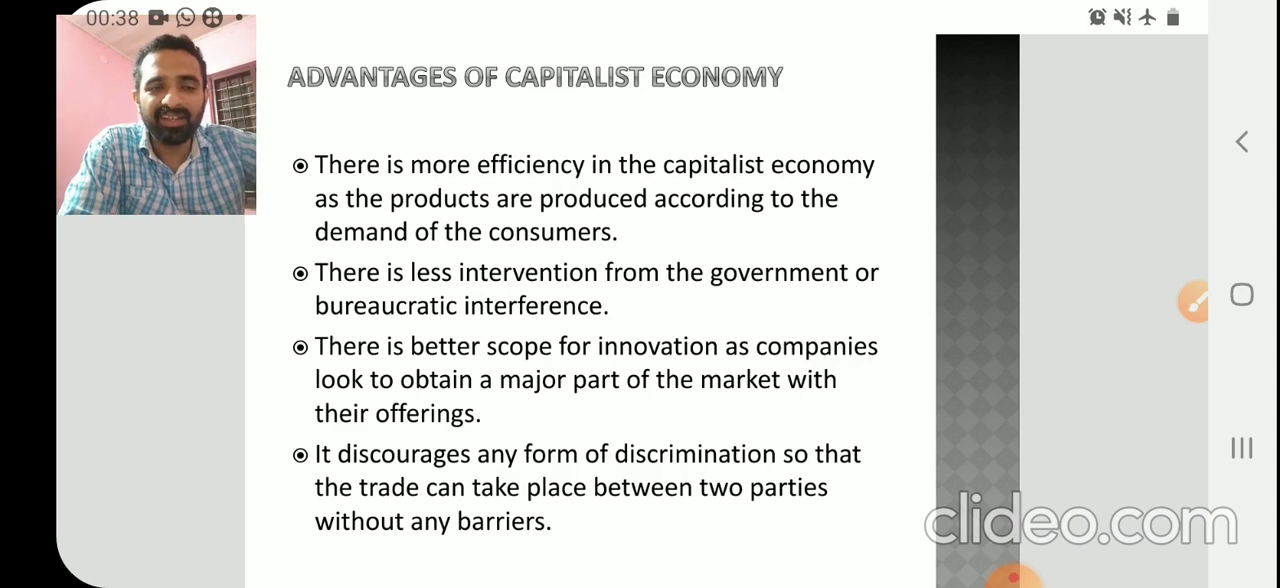 00:38
ADVANTAGES OF CAPITALIST ECONOMY
There is more efficiency in the capitalist economy
as the products are produced according to the
demand of the consumers.
There is less intervention from the government or
bureaucratic interference.
There is better scope for innovation as companies
look to obtain a major part of the market with
their offerings.
It discourages any form of discrimination so that
the trade can take place between two parties
without any barriers.
clideo.com